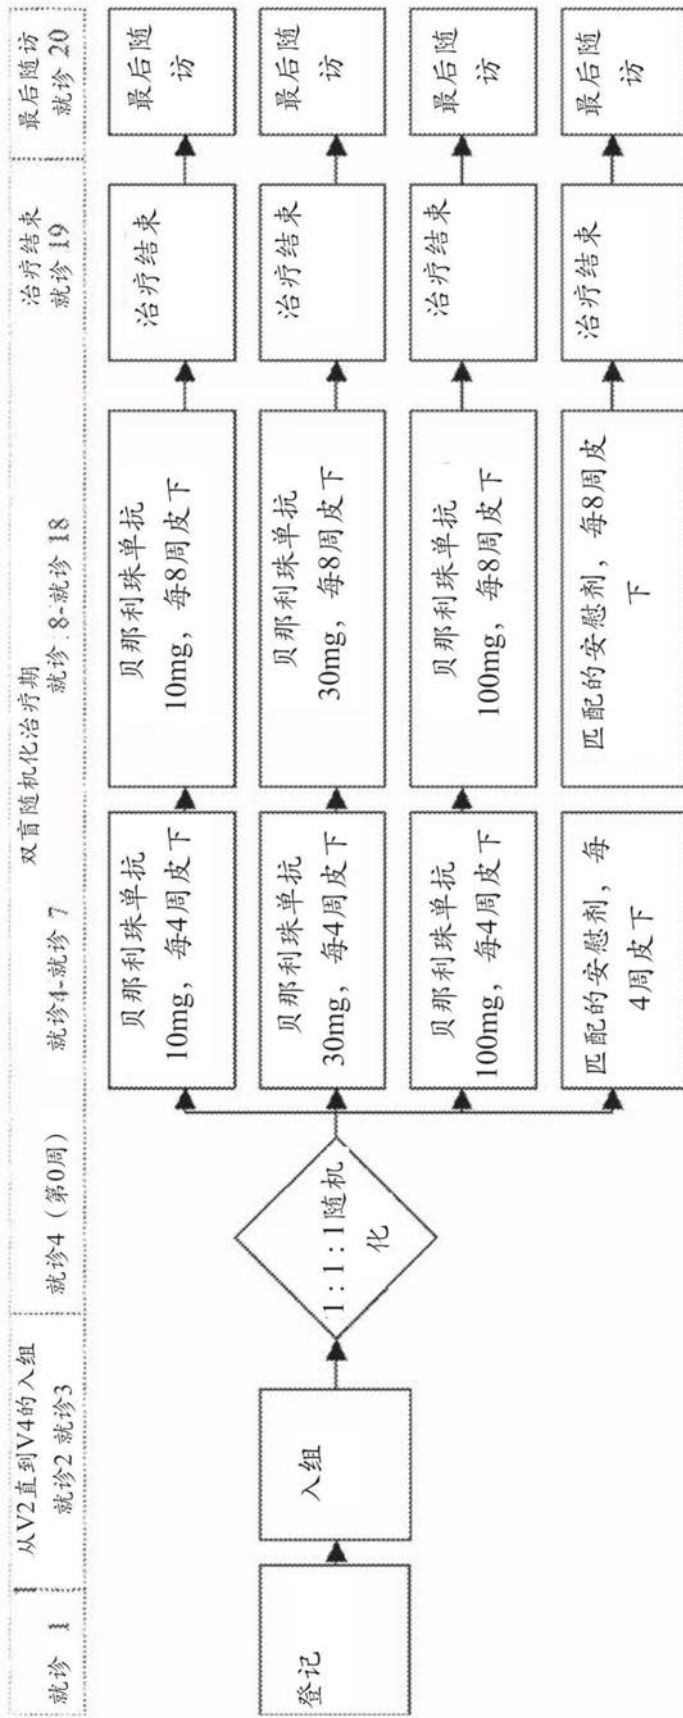 就诊 1
从V2直到V4的入组
就诊2 就诊3
双盲随机化治疗期
就诊4（第0周）
就诊4-就诊 7
就诊 8-就诊 18
治疗结束
就诊 19
最后随访
就诊 20
登记
入组
1：1：1：1随机
化
贝那利珠单抗
10mg，每4周皮下
贝那利珠单抗
10mg，每8周皮下
治疗结束
最后随
访
贝那利珠单抗
30mg，每4周皮下
贝那利珠单抗
30mg，每8周皮下
治疗结束
最后随
访
贝那利珠单抗
100mg，每4周皮下
贝那利珠单抗
100mg，每8周皮下
治疗结束
最后随
访
匹配的安慰剂，每
4周皮下
匹配的安慰剂，每8周皮
下
治疗结束
最后随
访